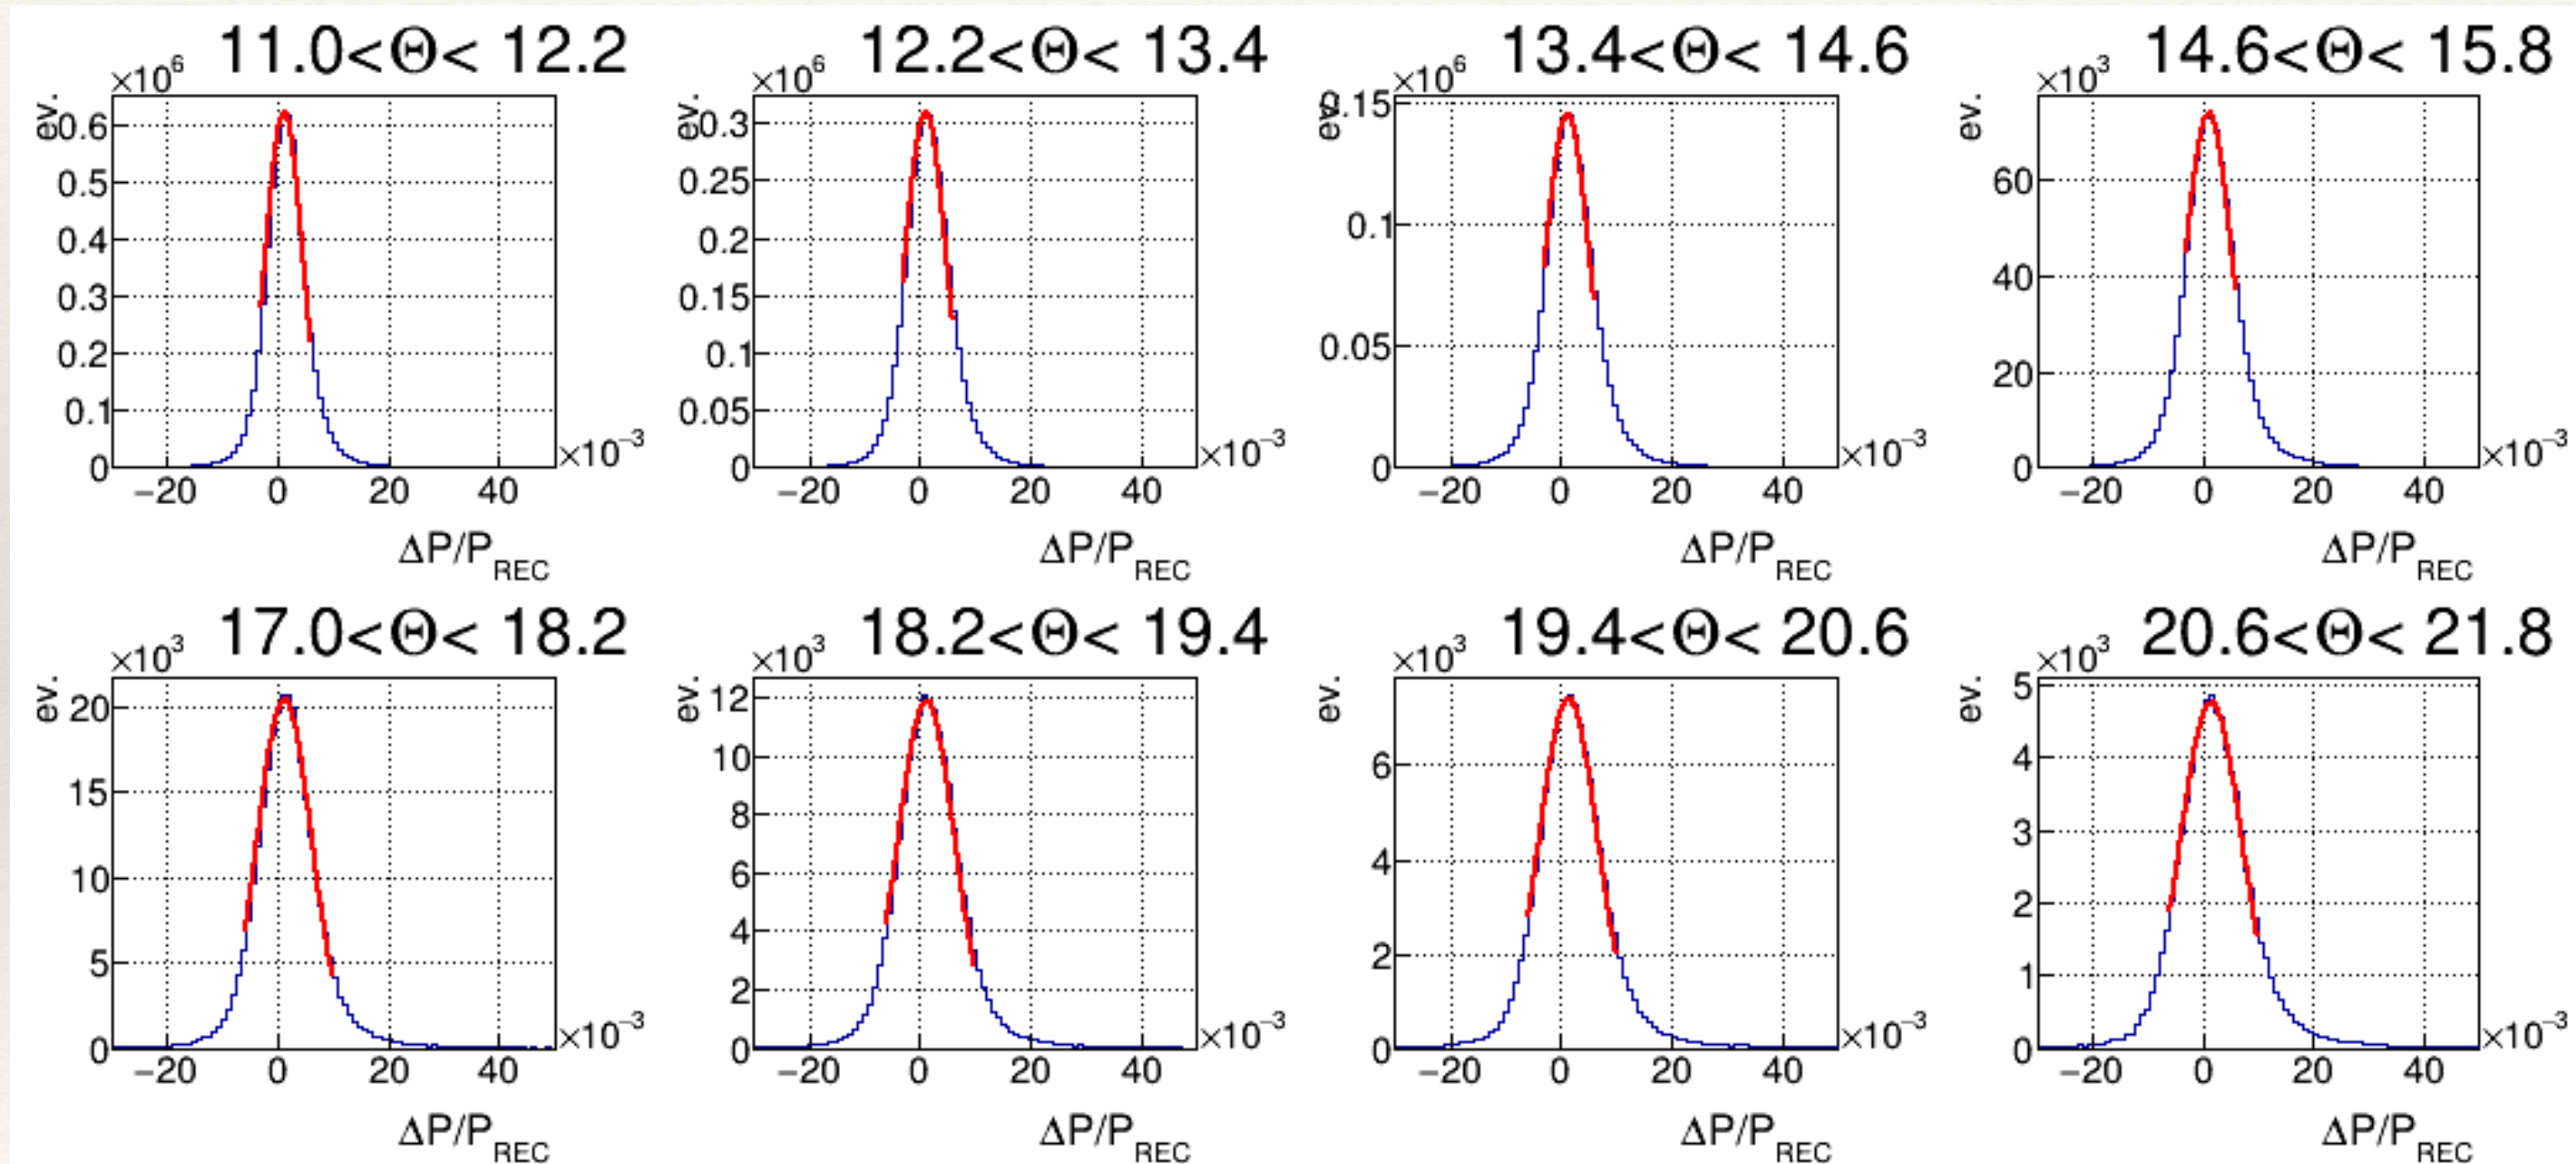 11.0<Θ< 12.2
×10⁶
ev.
0.6
0.5
0.4
0.3
0.2
0.1
0
−20 0 20 40
×10⁻³
ΔP/P_REC
12.2<Θ< 13.4
×10⁶
ev.
0.3
0.25
0.2
0.15
0.1
0.05
0
−20 0 20 40
×10⁻³
ΔP/P_REC
13.4<Θ< 14.6
×10⁶
ev.
0.15
0.1
0.05
0
−20 0 20 40
×10⁻³
ΔP/P_REC
14.6<Θ< 15.8
×10³
ev.
60
40
20
0
−20 0 20 40
×10⁻³
ΔP/P_REC
17.0<Θ< 18.2
×10³
ev.
20
15
10
5
0
−20 0 20 40
×10⁻³
ΔP/P_REC
18.2<Θ< 19.4
×10³
ev.
12
10
8
6
4
2
0
−20 0 20 40
×10⁻³
ΔP/P_REC
19.4<Θ< 20.6
×10³
ev.
6
4
2
0
−20 0 20 40
×10⁻³
ΔP/P_REC
20.6<Θ< 21.8
×10³
ev.
5
4
3
2
1
0
−20 0 20 40
×10⁻³
ΔP/P_REC